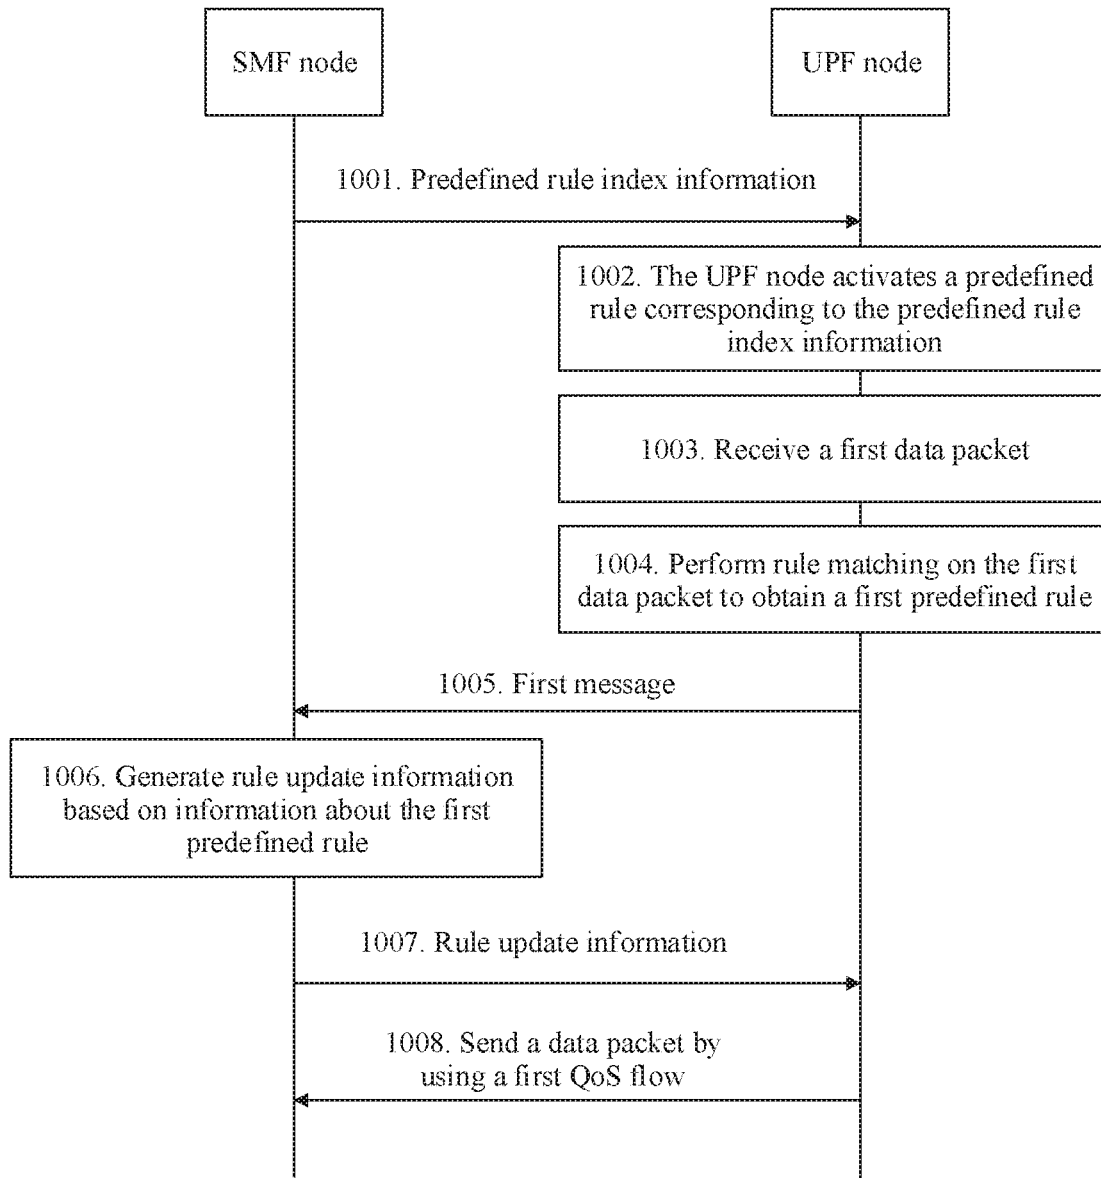 SMF node
UPF node
1001. Predefined rule index information
1002. The UPF node activates a predefined
rule corresponding to the predefined rule
index information
1003. Receive a first data packet
1004. Perform rule matching on the first
data packet to obtain a first predefined rule
1005. First message
1006. Generate rule update information
based on information about the first
predefined rule
1007. Rule update information
1008. Send a data packet by
using a first QoS flow